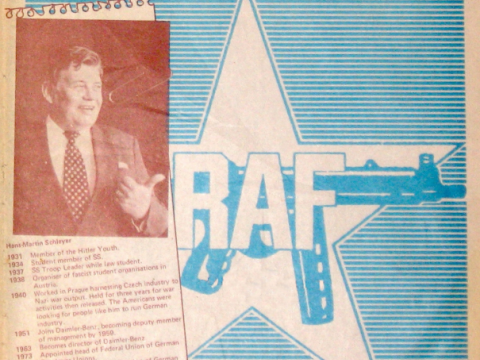 RAF
Hans-Martin Schleyer
1931 Member of the Hitler Youth.
1934 Student member of SS.
1937 SS Troop Leader while law student.
1938 Organiser of fascist student organisations in
Austria.
1940 Worked in Prague harnessing Czech industry to
Nazi war output. Held for three years for war
activities then released. The Americans were
looking for people like him to run German
industry
1951 Joins Daimler-Benz, becoming deputy member
of management by 1959.
1963 Becomes director of Daimler-Benz
1973 Appointed head of Federal Union of German
of German